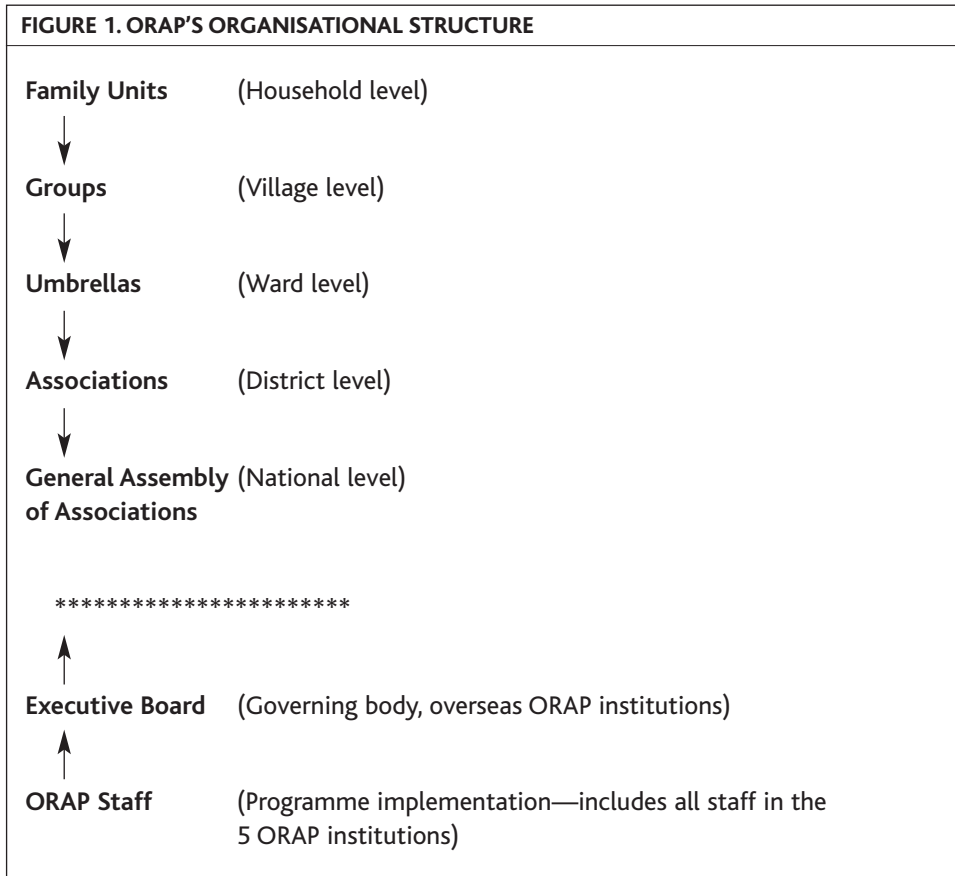 FIGURE 1. ORAP'S ORGANISATIONAL STRUCTURE
Family Units (Household level)
Groups (Village level)
Umbrellas (Ward level)
Associations (District level)
General Assembly (National level)
of Associations
***********************
Executive Board (Governing body, overseas ORAP institutions)
ORAP Staff (Programme implementation—includes all staff in the
5 ORAP institutions)